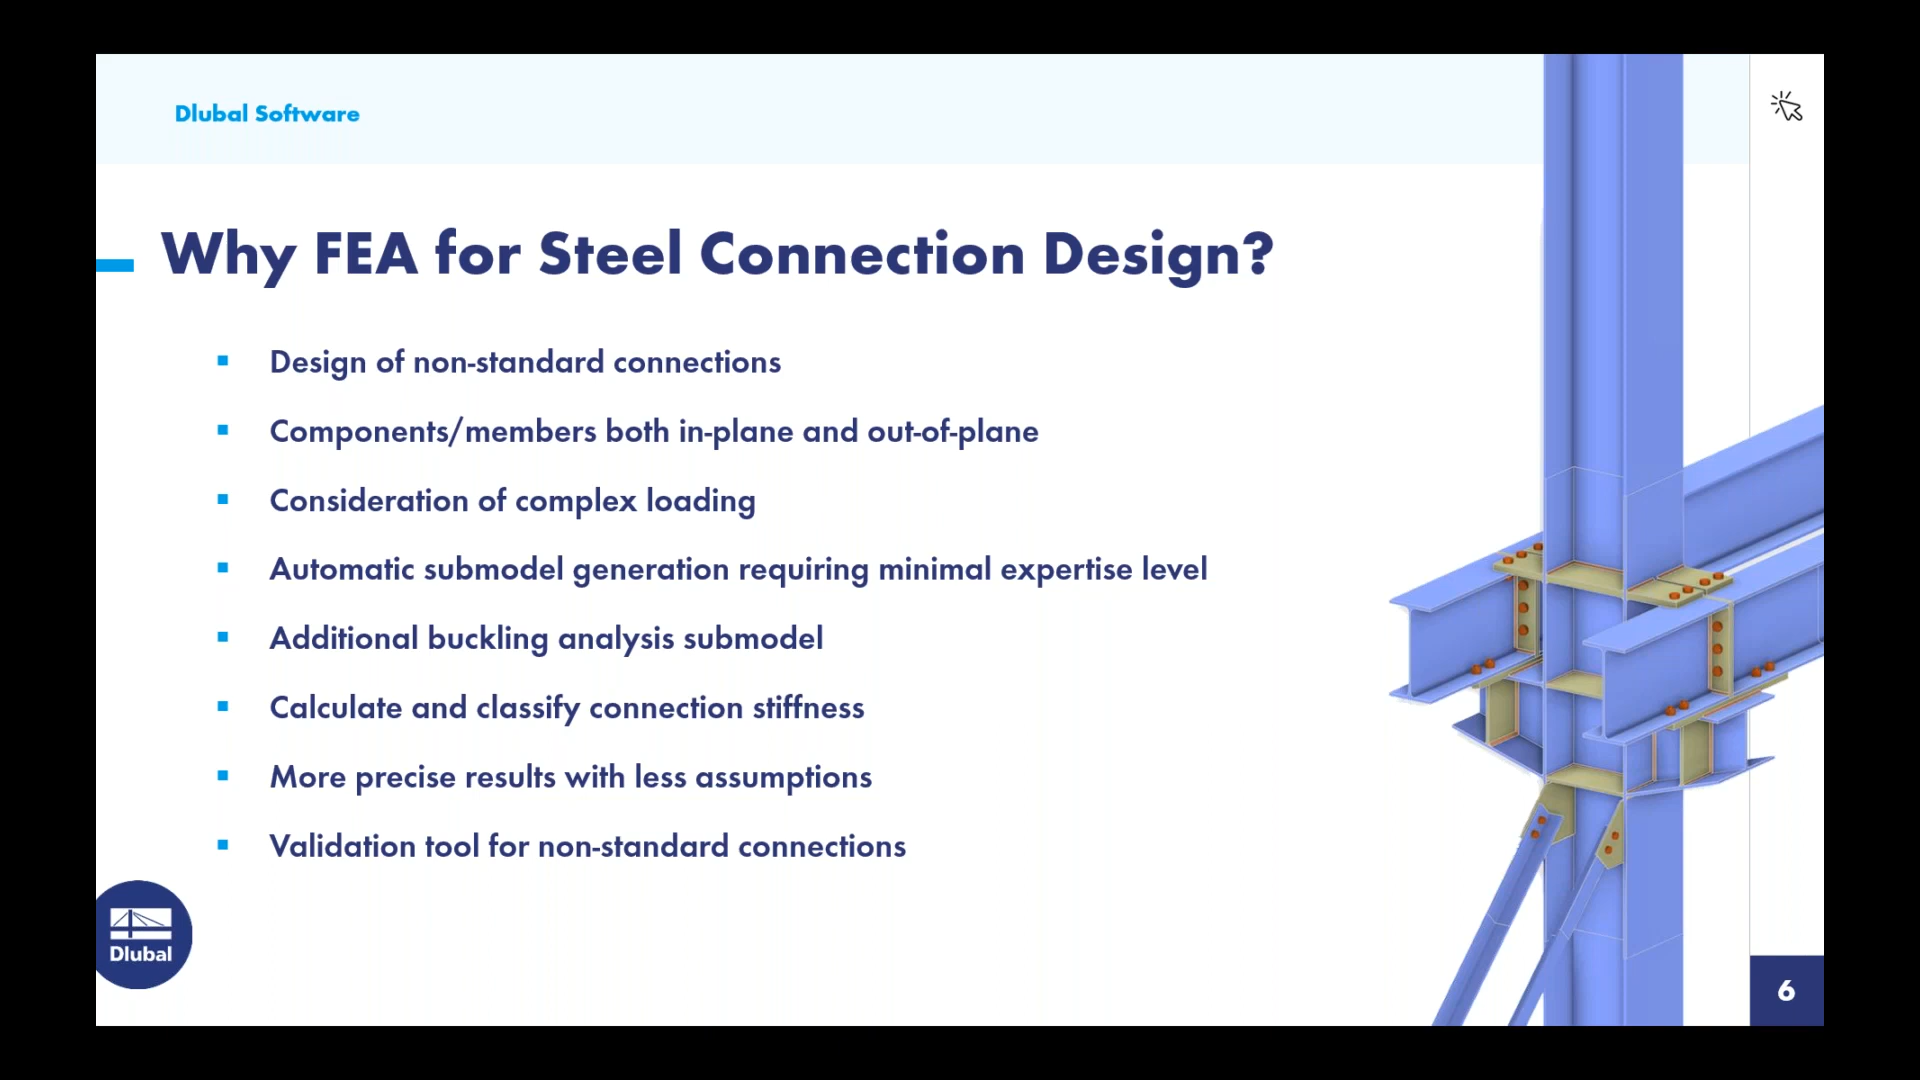 Dlubal Software
Why FEA for Steel Connection Design?
Design of non-standard connections
Components/members both in-plane and out-of-plane
Consideration of complex loading
Automatic submodel generation requiring minimal expertise level
Additional buckling analysis submodel
Calculate and classify connection stiffness
More precise results with less assumptions
Validation tool for non-standard connections
Dlubal
6